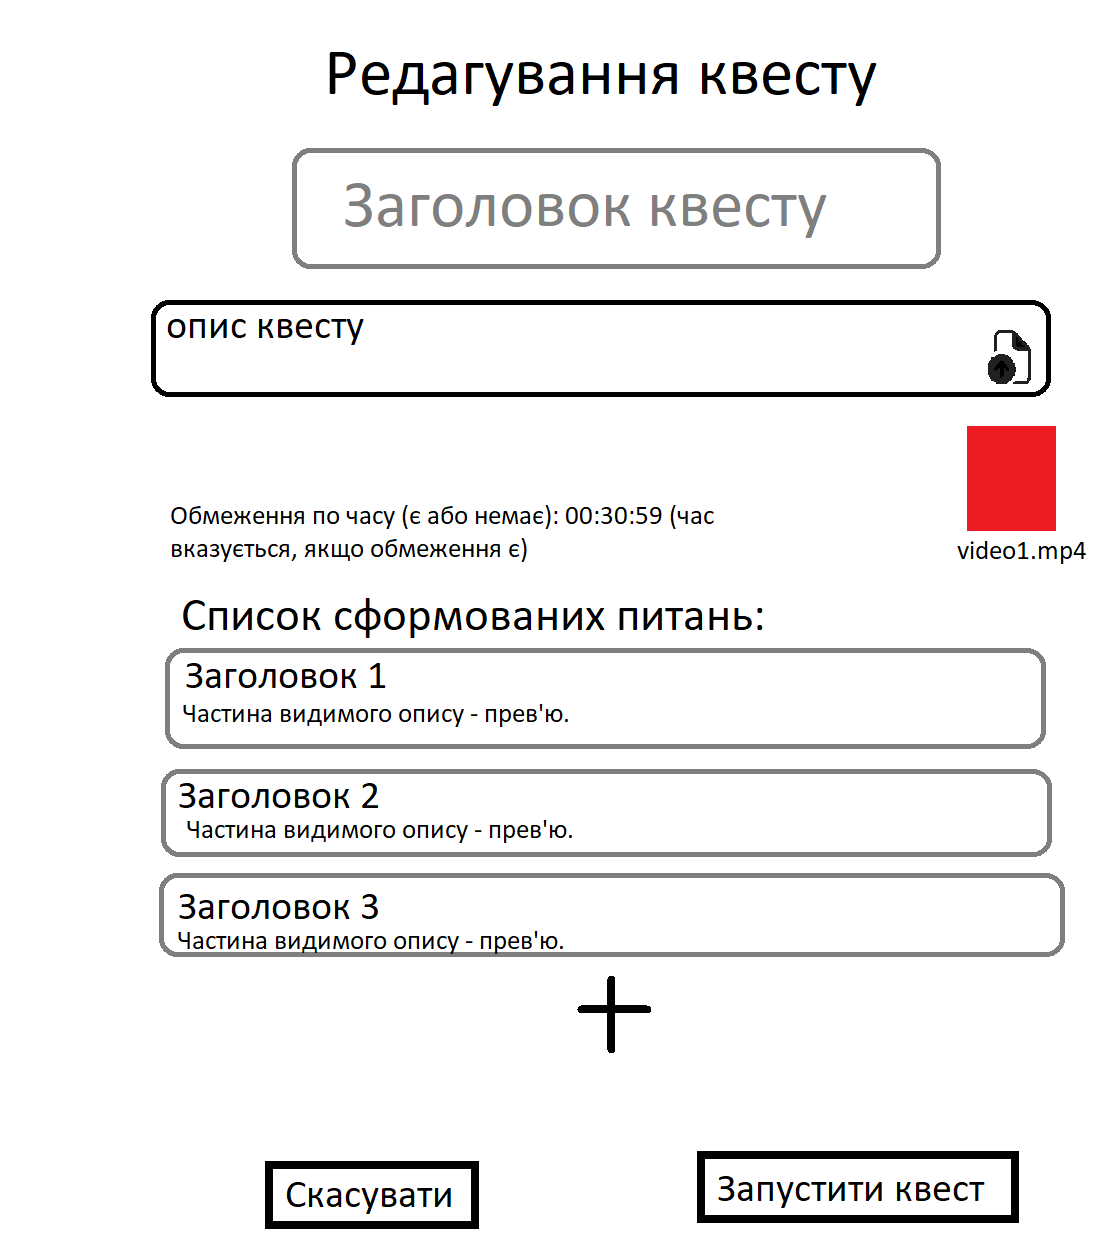 Редагування квесту
Заголовок квесту
опис квесту
Обмеження по часу (є або немає): 00:30:59 (час
вказується, якщо обмеження є)
video1.mp4
Список сформованих питань:
Заголовок 1
Частина видимого опису - прев'ю.
Заголовок 2
Частина видимого опису - прев'ю.
Заголовок 3
Частина видимого опису - прев'ю.
Скасувати
Запустити квест